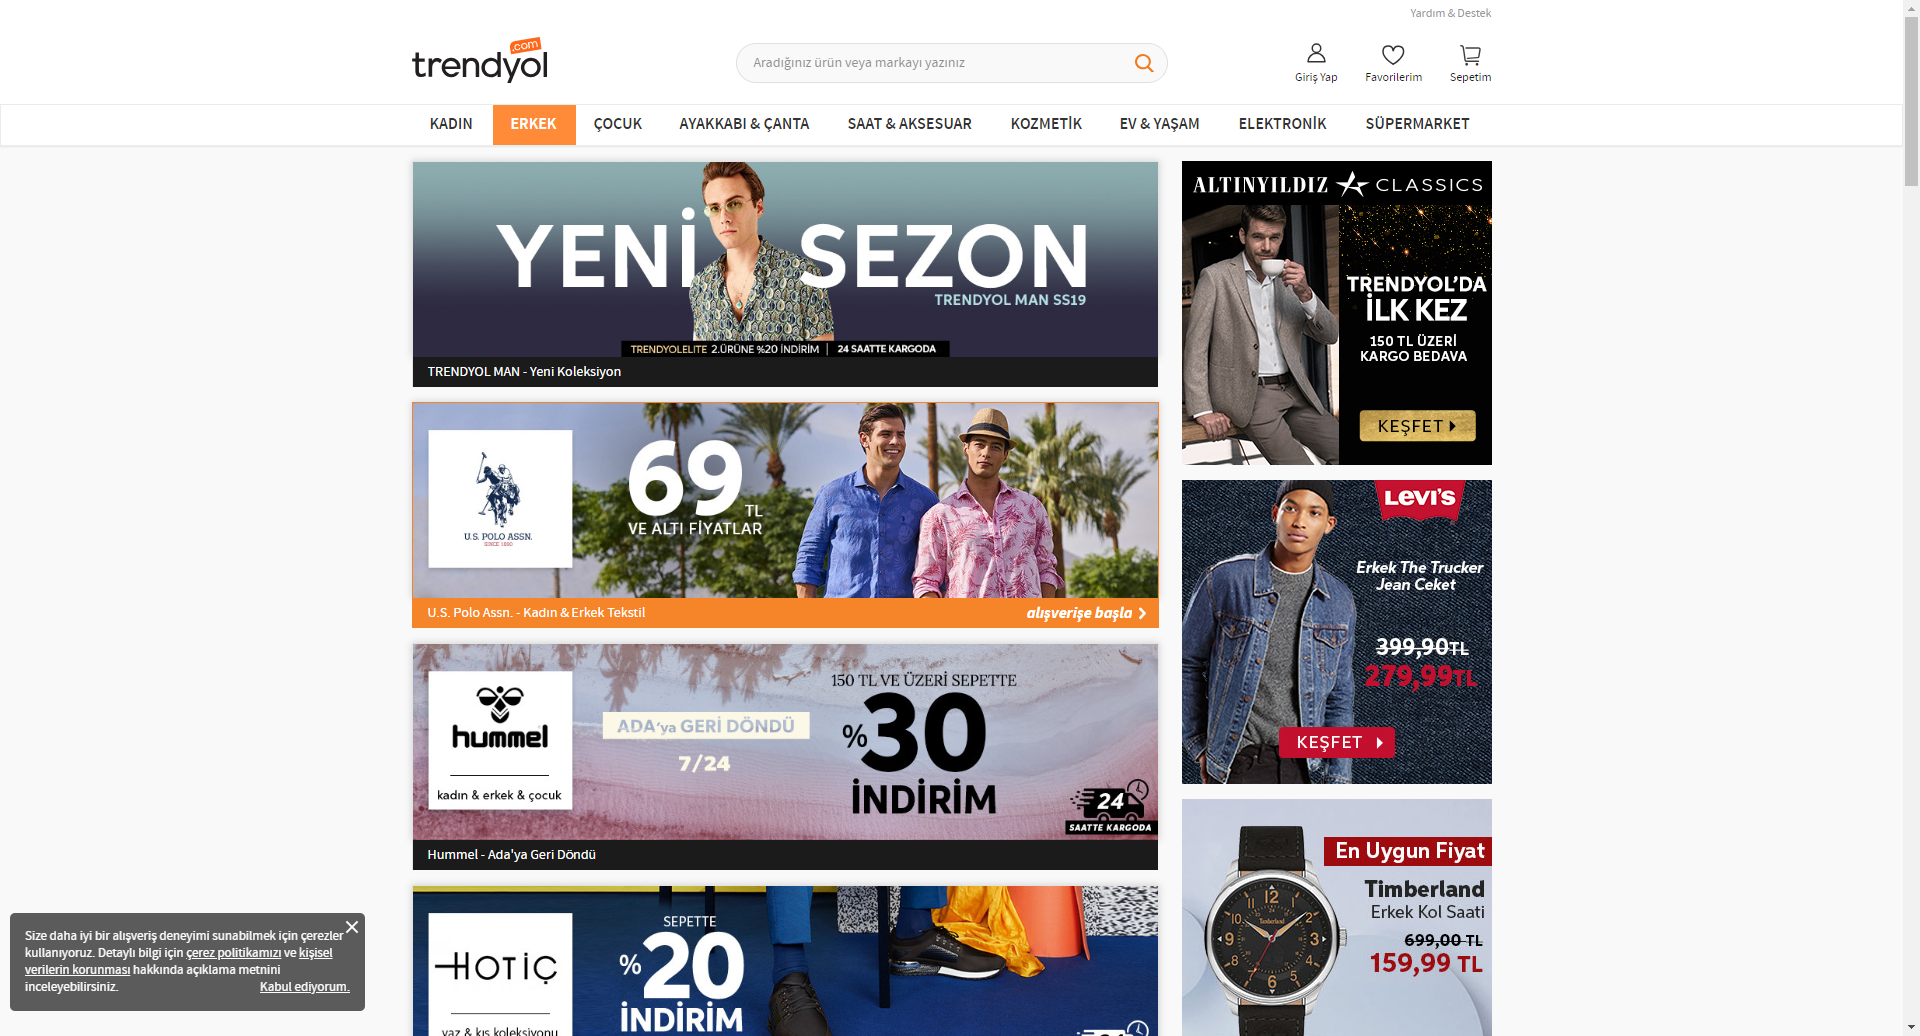 Yardım & Destek
trendyol
.com
Aradığınız ürün veya markayı yazınız
Giriş Yap
Favorilerim
Sepetim
KADIN
ERKEK
ÇOCUK
AYAKKABI & ÇANTA
SAAT & AKSESUAR
KOZMETİK
EV & YAŞAM
ELEKTRONİK
SÜPERMARKET
YENİ SEZON
TRENDYOL MAN SS19
TRENDYOLELITE 2.ÜRÜNE %20 İNDİRİM | 24 SAATTE KARGODA
TRENDYOL MAN - Yeni Koleksiyon
U.S. POLO ASSN.
SINCE 1890
69 TL
VE ALTI FİYATLAR
U.S. Polo Assn. - Kadın & Erkek Tekstil
alışverişe başla
hummel
kadın & erkek & çocuk
ADA'ya GERİ DÖNDÜ
7/24
150 TL VE ÜZERİ SEPETTE
%30
İNDİRİM
24
SAATTE KARGODA
Hummel - Ada'ya Geri Döndü
HOTİÇ
yaz & kış koleksiyonu
SEPETTE
%20
İNDİRİM
24
ALTINYILDIZ CLASSICS
TRENDYOL'DA
İLK KEZ
150 TL ÜZERİ
KARGO BEDAVA
KEŞFET
LEVI'S
Erkek The Trucker
Jean Ceket
399,90TL
279,99TL
KEŞFET
En Uygun Fiyat
Timberland
Erkek Kol Saati
699,00 TL
159,99 TL
Size daha iyi bir alışveriş deneyimi sunabilmek için çerezler
kullanıyoruz. Detaylı bilgi için çerez politikamızı ve kişisel
verilerin korunması hakkında açıklama metnini
inceleyebilirsiniz.
Kabul ediyorum.